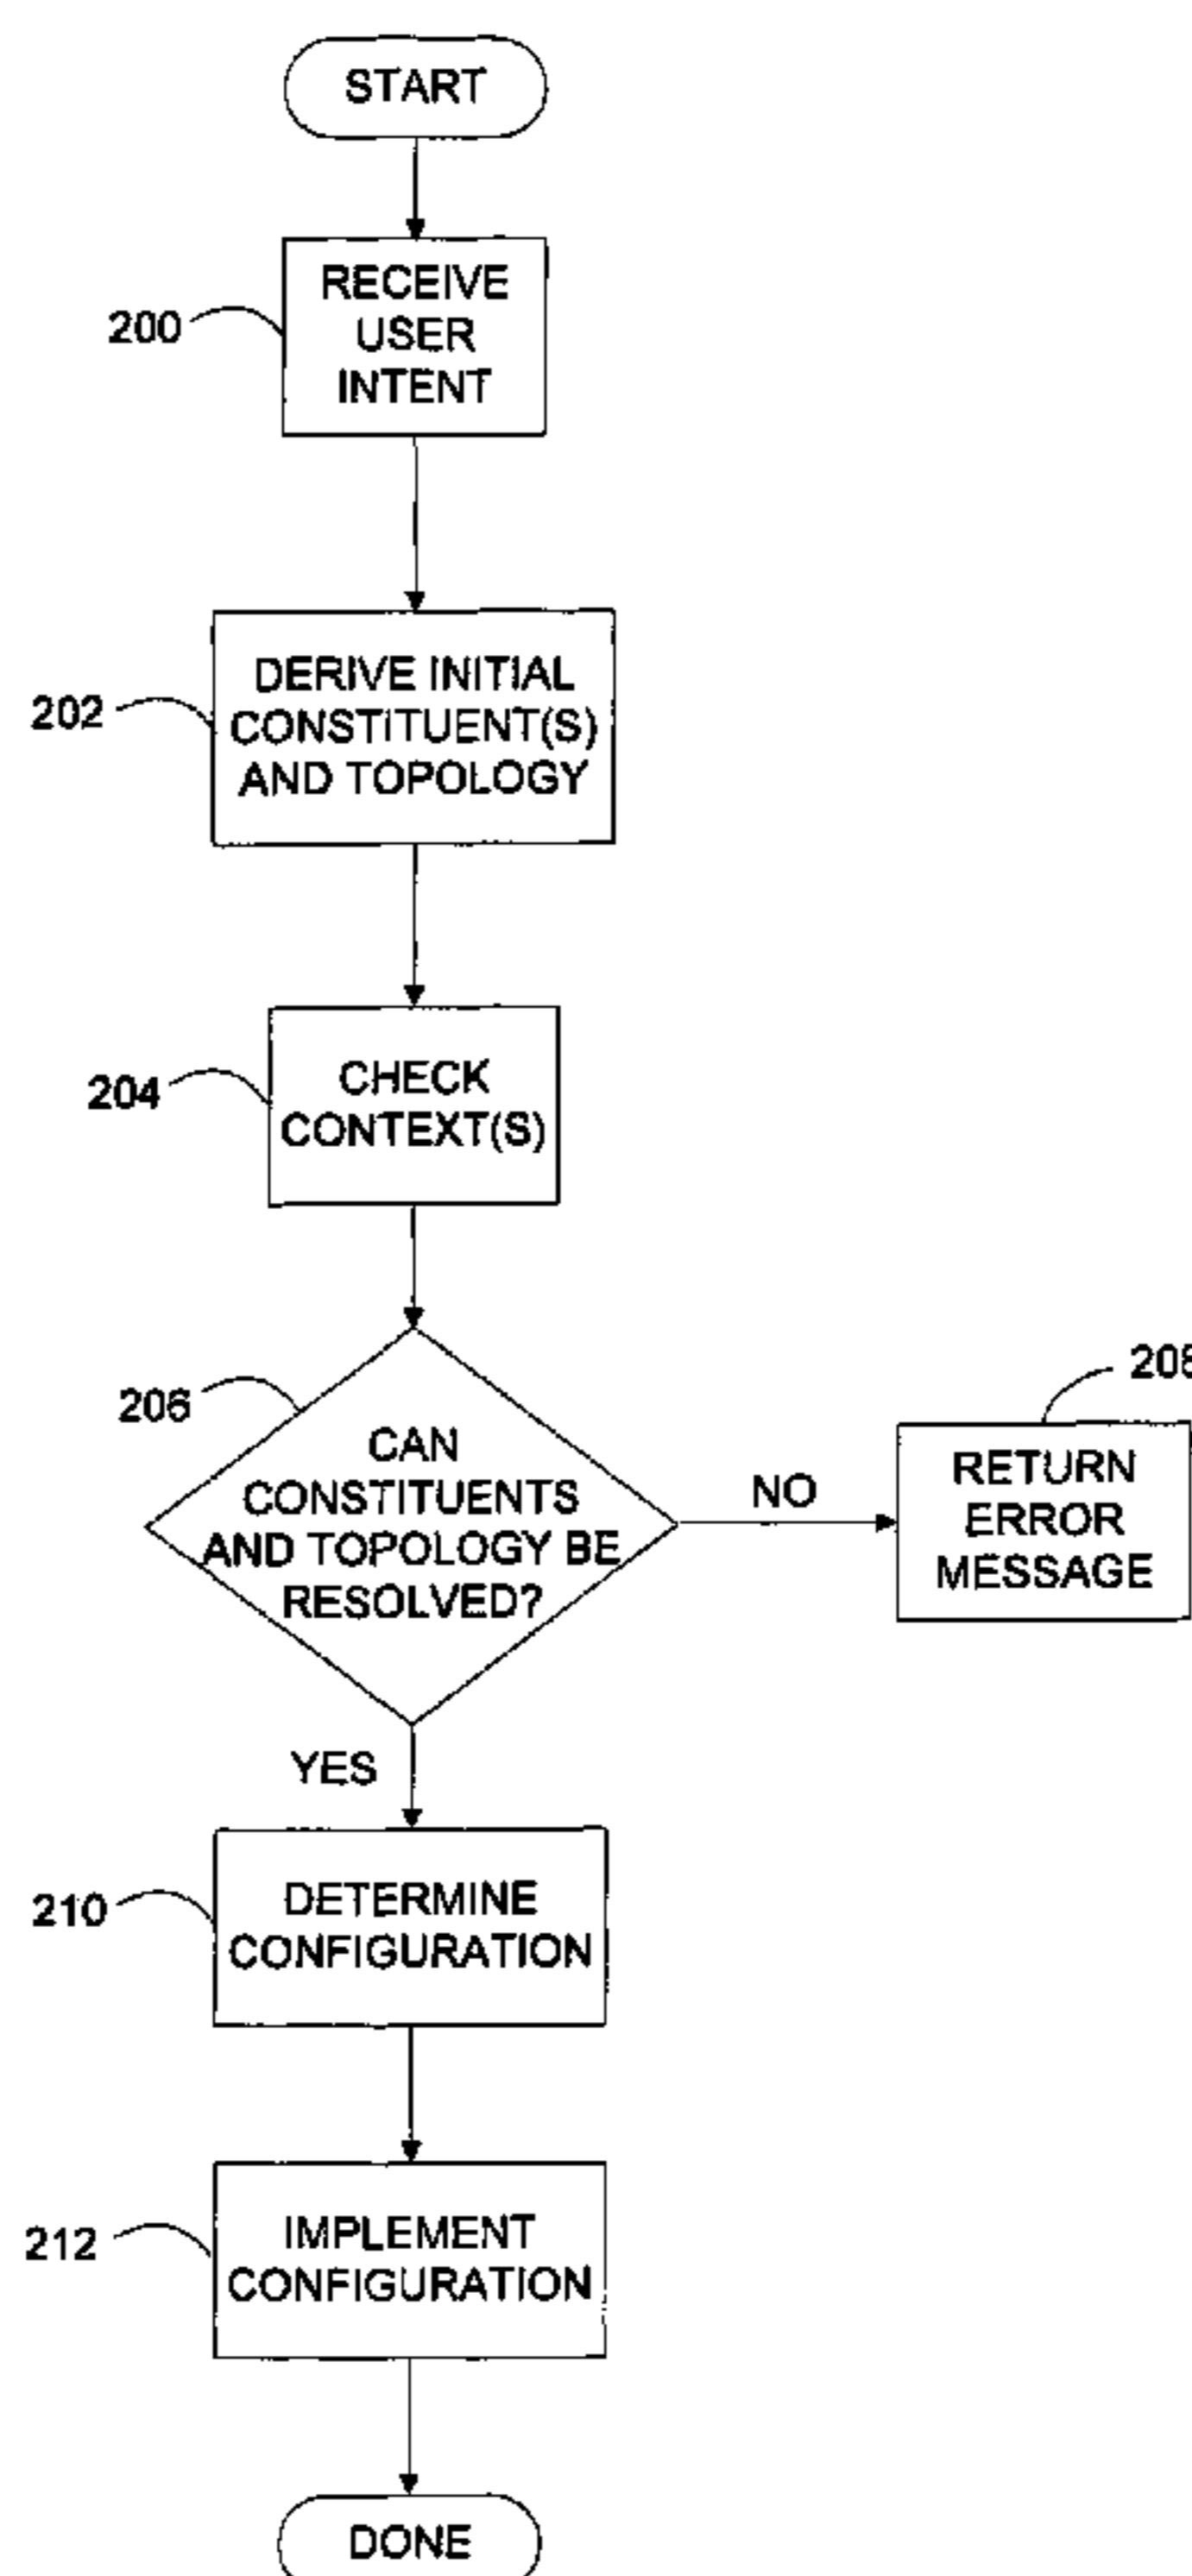 START
200
RECEIVE
USER
INTENT
202
DERIVE INITIAL
CONSTITUENT(S)
AND TOPOLOGY
204
CHECK
CONTEXT(S)
206
CAN
CONSTITUENTS
AND TOPOLOGY BE
RESOLVED?
NO
208
RETURN
ERROR
MESSAGE
YES
210
DETERMINE
CONFIGURATION
212
IMPLEMENT
CONFIGURATION
DONE